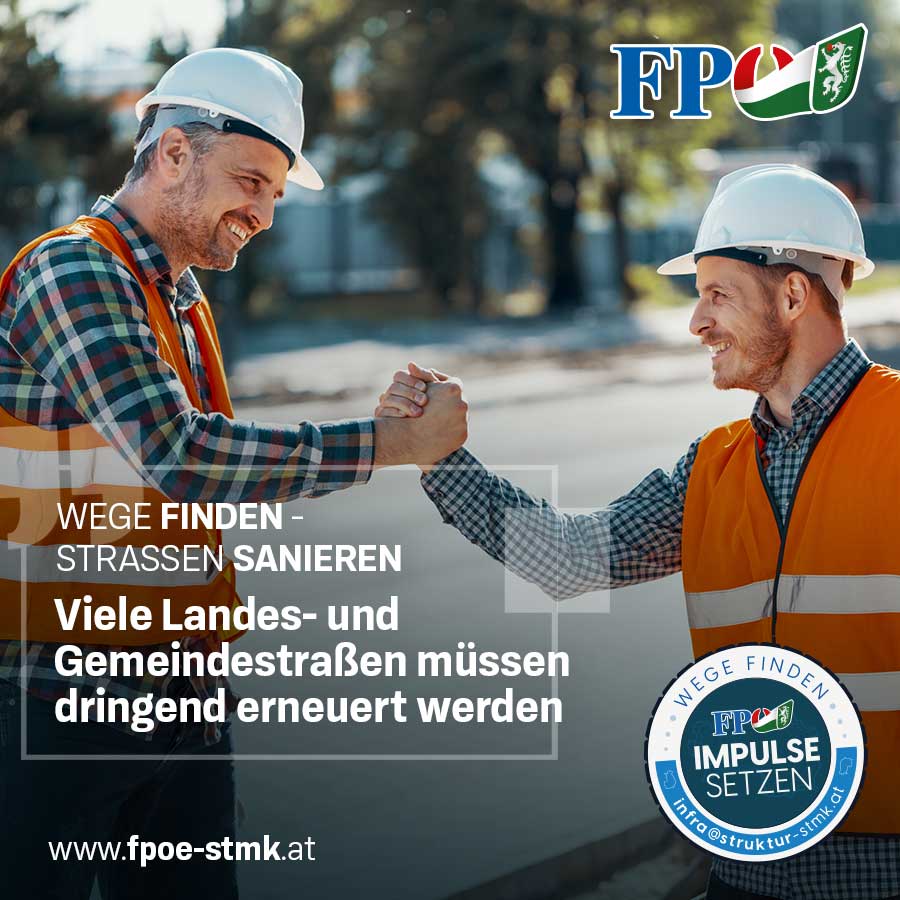 FPÖ
WEGE FINDEN -
STRASSEN SANIEREN
Viele Landes- und
Gemeindestraßen müssen
dringend erneuert werden
WEGE FINDEN
FPÖ
IMPULSE
SETZEN
infra@struktur-stmk.at
www.fpoe-stmk.at